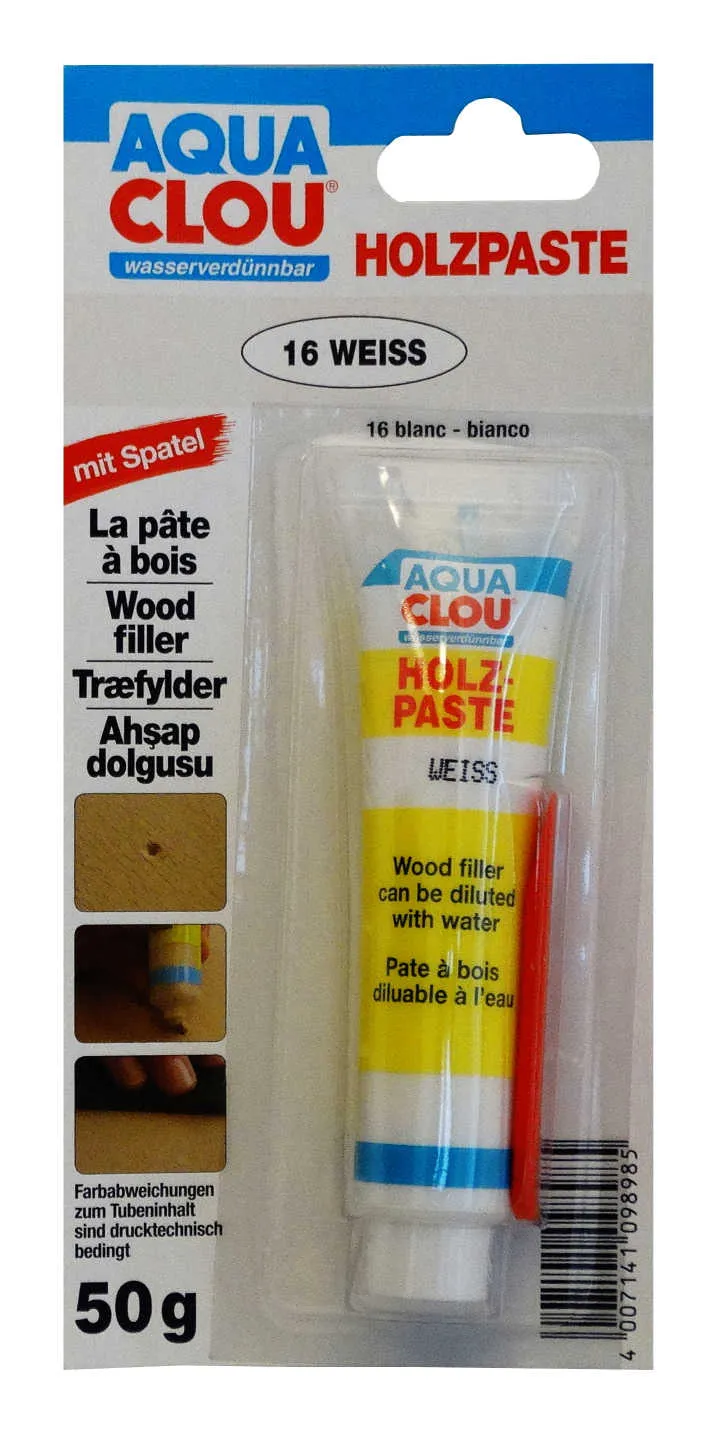 AQUA
CLOU®
wasserverdünnbar
HOLZPASTE
16 WEISS
16 blanc - bianco
mit Spatel
La pâte
à bois
Wood
filler
Træfylder
Ahşap
dolgusu
AQUA
CLOU
wasserverdünnbar
HOLZ-
PASTE
WEISS
Wood filler
can be diluted
with water
Pate à bois
diluable à l'eau
Farbabweichungen
zum Tubeninhalt
sind drucktechnisch
bedingt
50 g
4 007141 098985